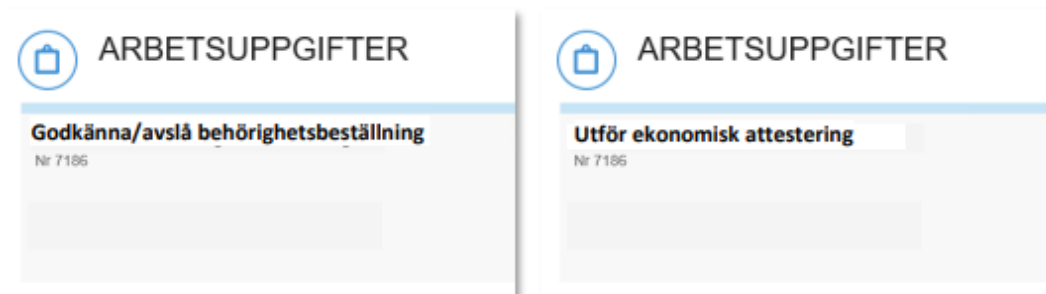 ARBETSUPPGIFTER
Godkänna/avslå behörighetsbeställning
Nr 7186
ARBETSUPPGIFTER
Utför ekonomisk attestering
Nr 7186